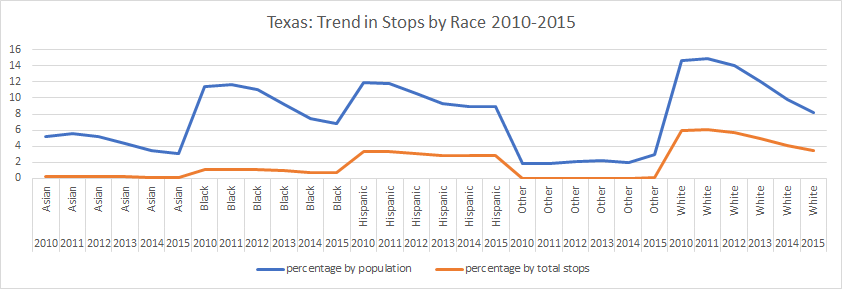 Texas: Trend in Stops by Race 2010-2015
16
14
12
10
8
6
4
2
0
Asian Asian Asian Asian Asian Asian Black Black Black Black Black Black Hispanic Hispanic Hispanic Hispanic Hispanic Hispanic Other Other Other Other Other Other White White White White White White
2010 2011 2012 2013 2014 2015 2010 2011 2012 2013 2014 2015 2010 2011 2012 2013 2014 2015 2010 2011 2012 2013 2014 2015 2010 2011 2012 2013 2014 2015
percentage by population percentage by total stops